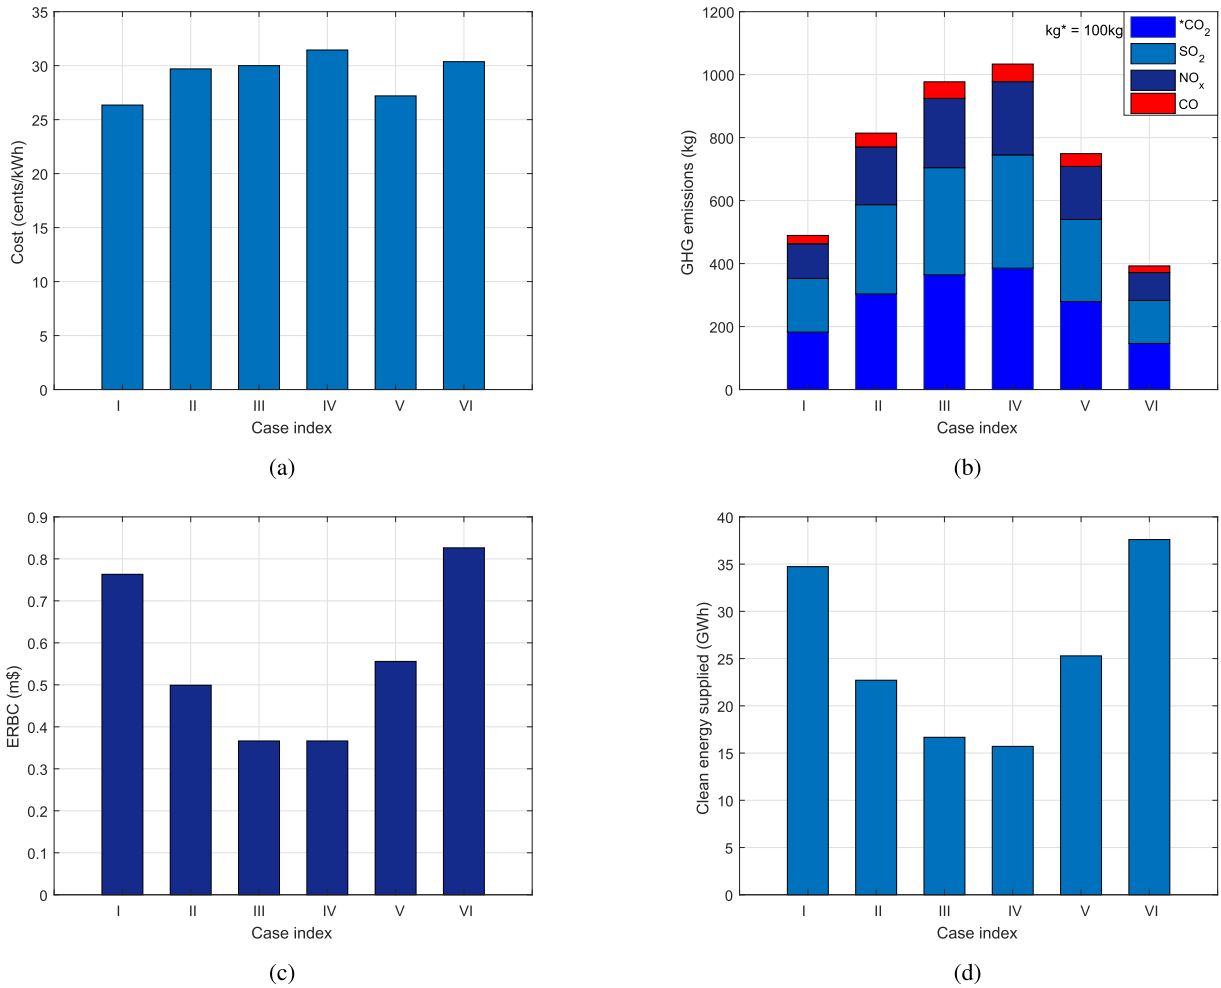 35
30
25
20
15
10
5
0
Cost (cents/kWh)
I II III IV V VI
Case index
(a)
1200
1000
800
600
400
200
0
GHG emissions (kg)
kg* = 100kg
*CO2
SO2
NOx
CO
I II III IV V VI
Case index
(b)
0.9
0.8
0.7
0.6
0.5
0.4
0.3
0.2
0.1
0
ERBC (m$)
I II III IV V VI
Case index
(c)
40
35
30
25
20
15
10
5
0
Clean energy supplied (GWh)
I II III IV V VI
Case index
(d)